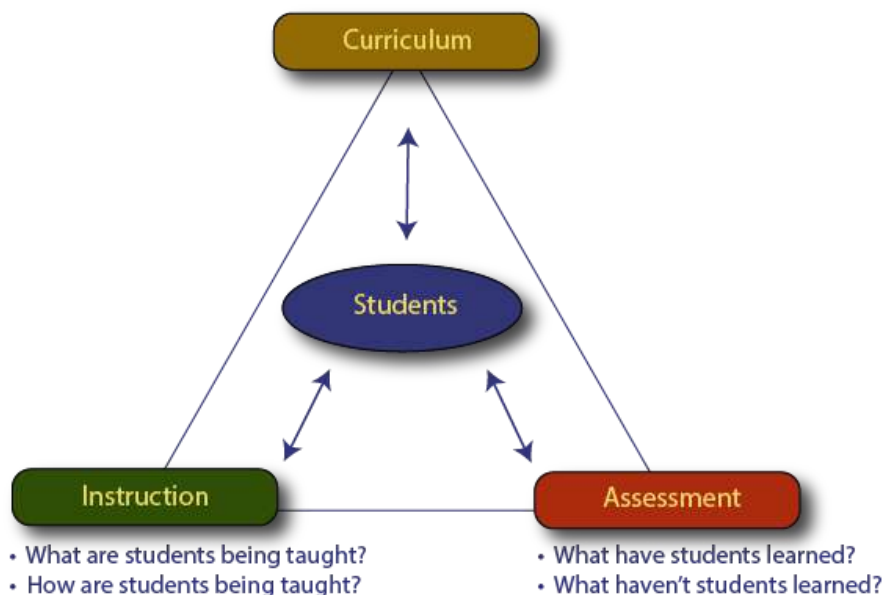 Curriculum
Students
Instruction
Assessment
• What are students being taught?
• How are students being taught?
• What have students learned?
• What haven't students learned?